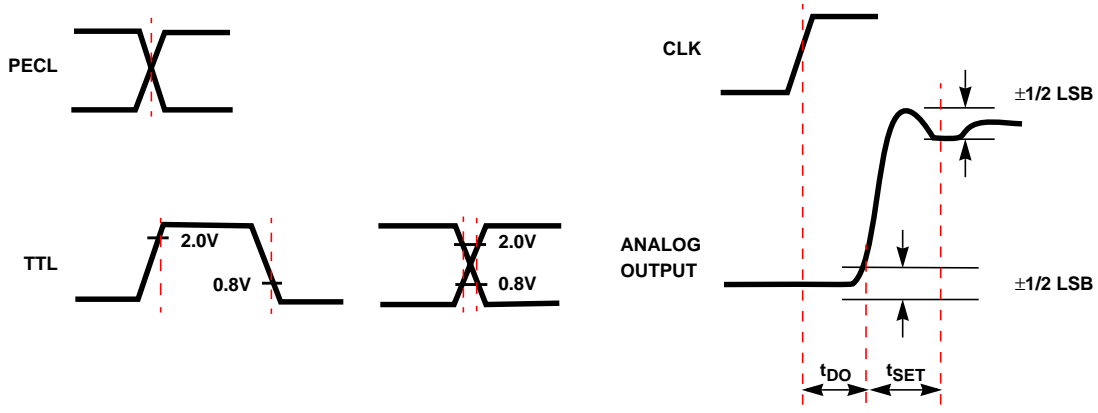 PECL
TTL
2.0V
0.8V
2.0V
0.8V
CLK
±1/2 LSB
ANALOG
OUTPUT
±1/2 LSB
tDO
tSET